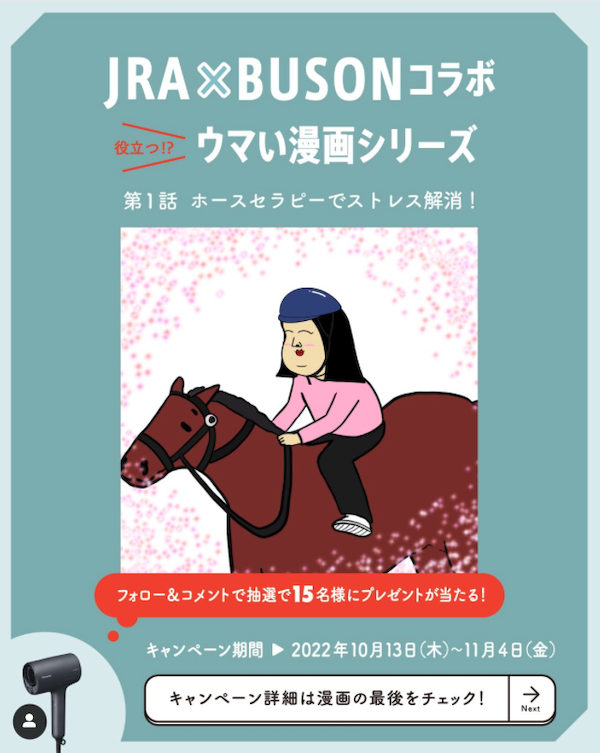 JRA×BUSONコラボ
役立つ!?
ウマい漫画シリーズ
第1話 ホースセラピーでストレス解消！
フォロー＆コメントで抽選で15名様にプレゼントが当たる！
キャンペーン期間 ▶ 2022年10月13日(木)~11月4日(金)
キャンペーン詳細は漫画の最後をチェック！
Next